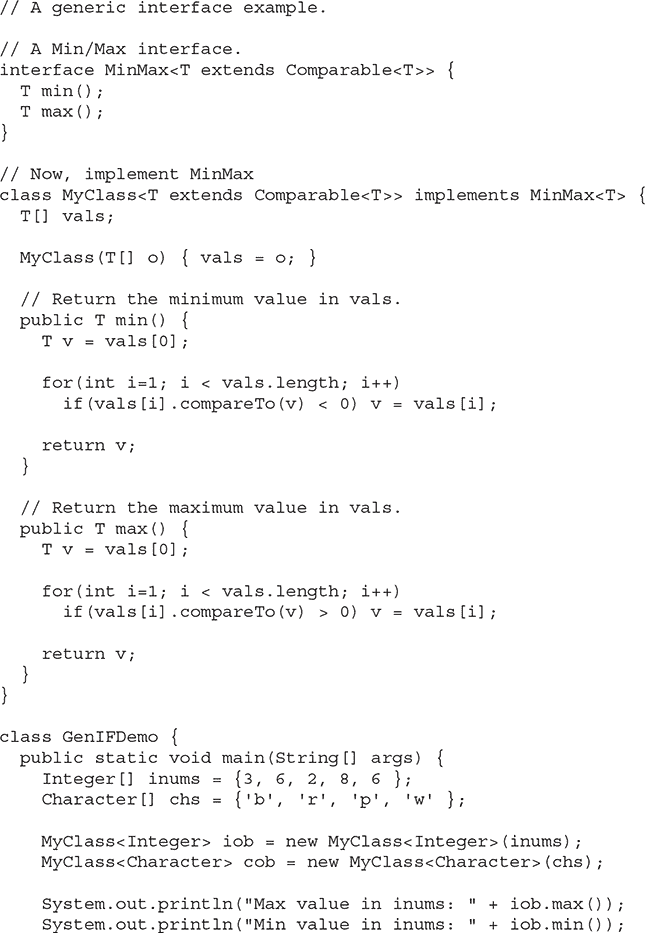 // A generic interface example.
// A Min/Max interface.
interface MinMax<T extends Comparable<T>> {
  T min();
  T max();
}
// Now, implement MinMax
class MyClass<T extends Comparable<T>> implements MinMax<T> {
  T[] vals;
  MyClass(T[] o) { vals = o; }
  // Return the minimum value in vals.
  public T min() {
    T v = vals[0];
    for(int i=1; i < vals.length; i++)
      if(vals[i].compareTo(v) < 0) v = vals[i];
    return v;
  }
  // Return the maximum value in vals.
  public T max() {
    T v = vals[0];
    for(int i=1; i < vals.length; i++)
      if(vals[i].compareTo(v) > 0) v = vals[i];
    return v;
  }
}
class GenIFDemo {
  public static void main(String[] args) {
    Integer[] inums = {3, 6, 2, 8, 6 };
    Character[] chs = {'b', 'r', 'p', 'w' };
    MyClass<Integer> iob = new MyClass<Integer>(inums);
    MyClass<Character> cob = new MyClass<Character>(chs);
    System.out.println("Max value in inums: " + iob.max());
    System.out.println("Min value in inums: " + iob.min());